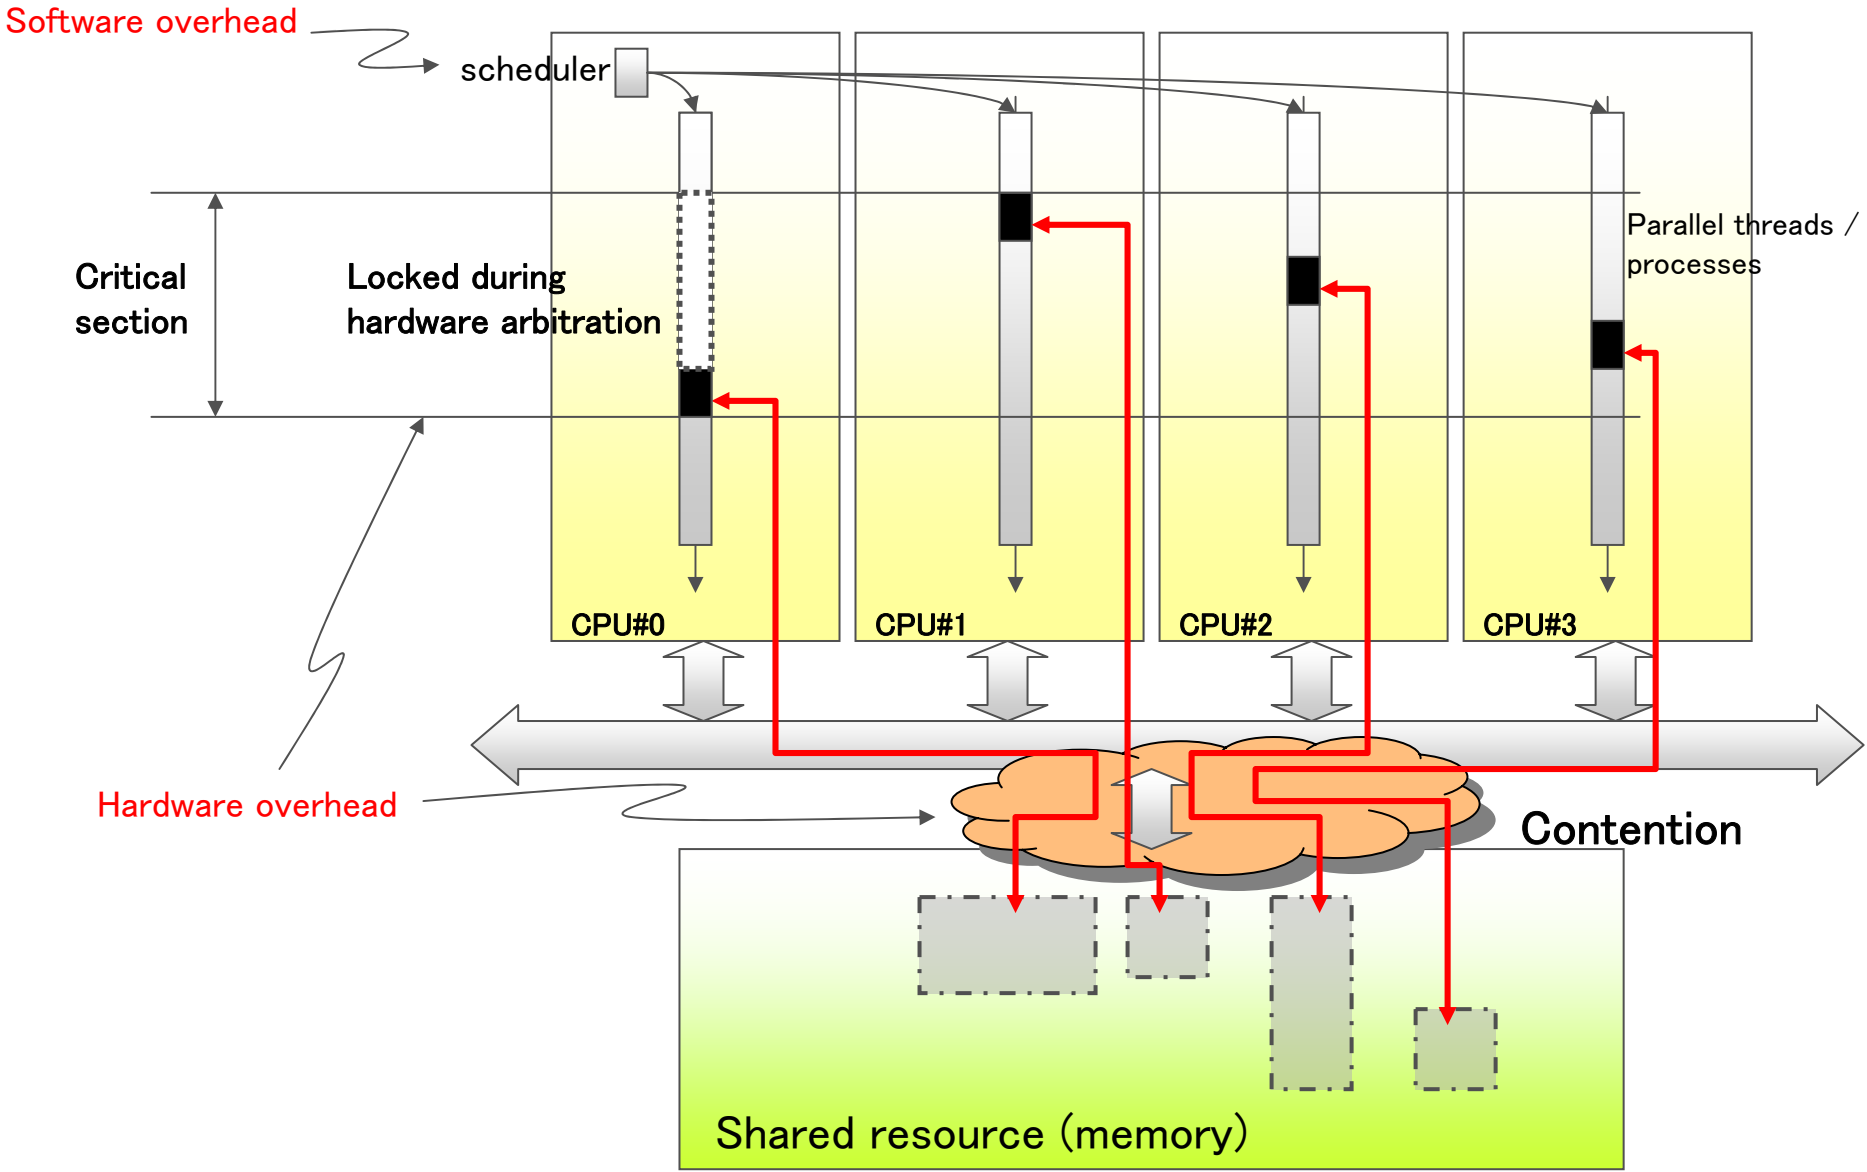 Software overhead
scheduler
Parallel threads /
processes
Critical
section
Locked during
hardware arbitration
CPU#0
CPU#1
CPU#2
CPU#3
Hardware overhead
Contention
Shared resource (memory)